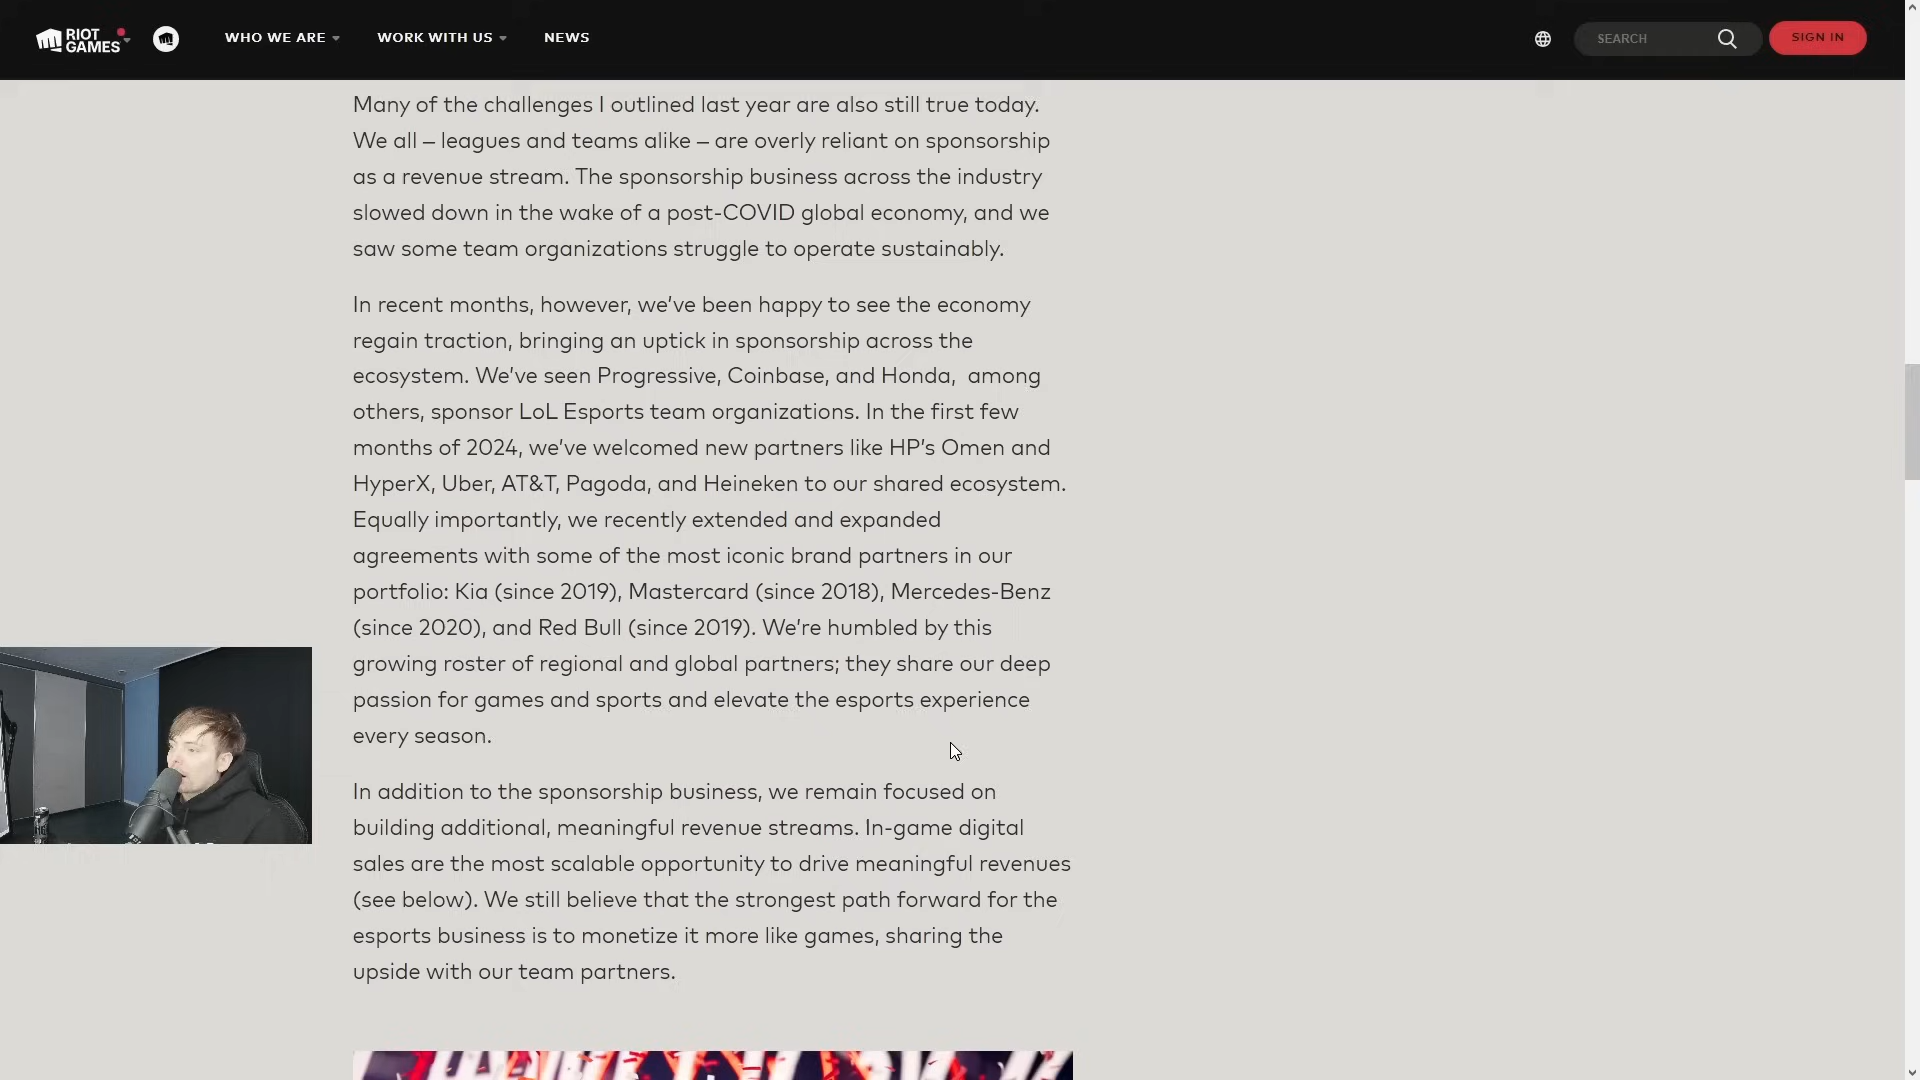 RIOT
GAMES
WHO WE ARE
WORK WITH US
NEWS
SEARCH
SIGN IN
Many of the challenges I outlined last year are also still true today.
We all – leagues and teams alike – are overly reliant on sponsorship
as a revenue stream. The sponsorship business across the industry
slowed down in the wake of a post-COVID global economy, and we
saw some team organizations struggle to operate sustainably.
In recent months, however, we’ve been happy to see the economy
regain traction, bringing an uptick in sponsorship across the
ecosystem. We’ve seen Progressive, Coinbase, and Honda,  among
others, sponsor LoL Esports team organizations. In the first few
months of 2024, we’ve welcomed new partners like HP’s Omen and
HyperX, Uber, AT&T, Pagoda, and Heineken to our shared ecosystem.
Equally importantly, we recently extended and expanded
agreements with some of the most iconic brand partners in our
portfolio: Kia (since 2019), Mastercard (since 2018), Mercedes-Benz
(since 2020), and Red Bull (since 2019). We’re humbled by this
growing roster of regional and global partners; they share our deep
passion for games and sports and elevate the esports experience
every season.
In addition to the sponsorship business, we remain focused on
building additional, meaningful revenue streams. In-game digital
sales are the most scalable opportunity to drive meaningful revenues
(see below). We still believe that the strongest path forward for the
esports business is to monetize it more like games, sharing the
upside with our team partners.